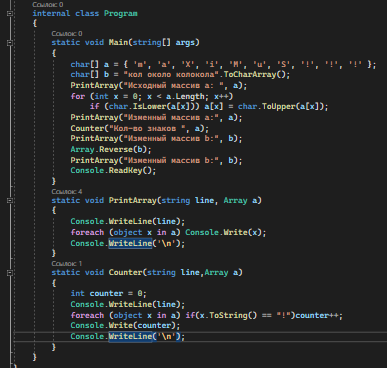 Ссылок: 0
internal class Program
{
Ссылок: 0
static void Main(string[] args)
{
char[] a = { 'm', 'a', 'X', 'i', 'M', 'u', 'S', '!', '!', '!' };
char[] b = "кол около колокола".ToCharArray();
PrintArray("Исходный массив a: ", a);
for (int x = 0; x < a.Length; x++)
if (char.IsLower(a[x])) a[x] = char.ToUpper(a[x]);
PrintArray("Изменный массив a:", a);
Counter("Кол-во знаков ", a);
PrintArray("Изменный массив b:", b);
Array.Reverse(b);
PrintArray("Изменный массив b:", b);
Console.ReadKey();
}
Ссылок: 4
static void PrintArray(string line, Array a)
{
Console.WriteLine(line);
foreach (object x in a) Console.Write(x);
Console.WriteLine('\n');
}
Ссылок: 1
static void Counter(string line,Array a)
{
int counter = 0;
Console.WriteLine(line);
foreach (object x in a) if(x.ToString() == "!")counter++;
Console.Write(counter);
Console.WriteLine('\n');
}
}
}